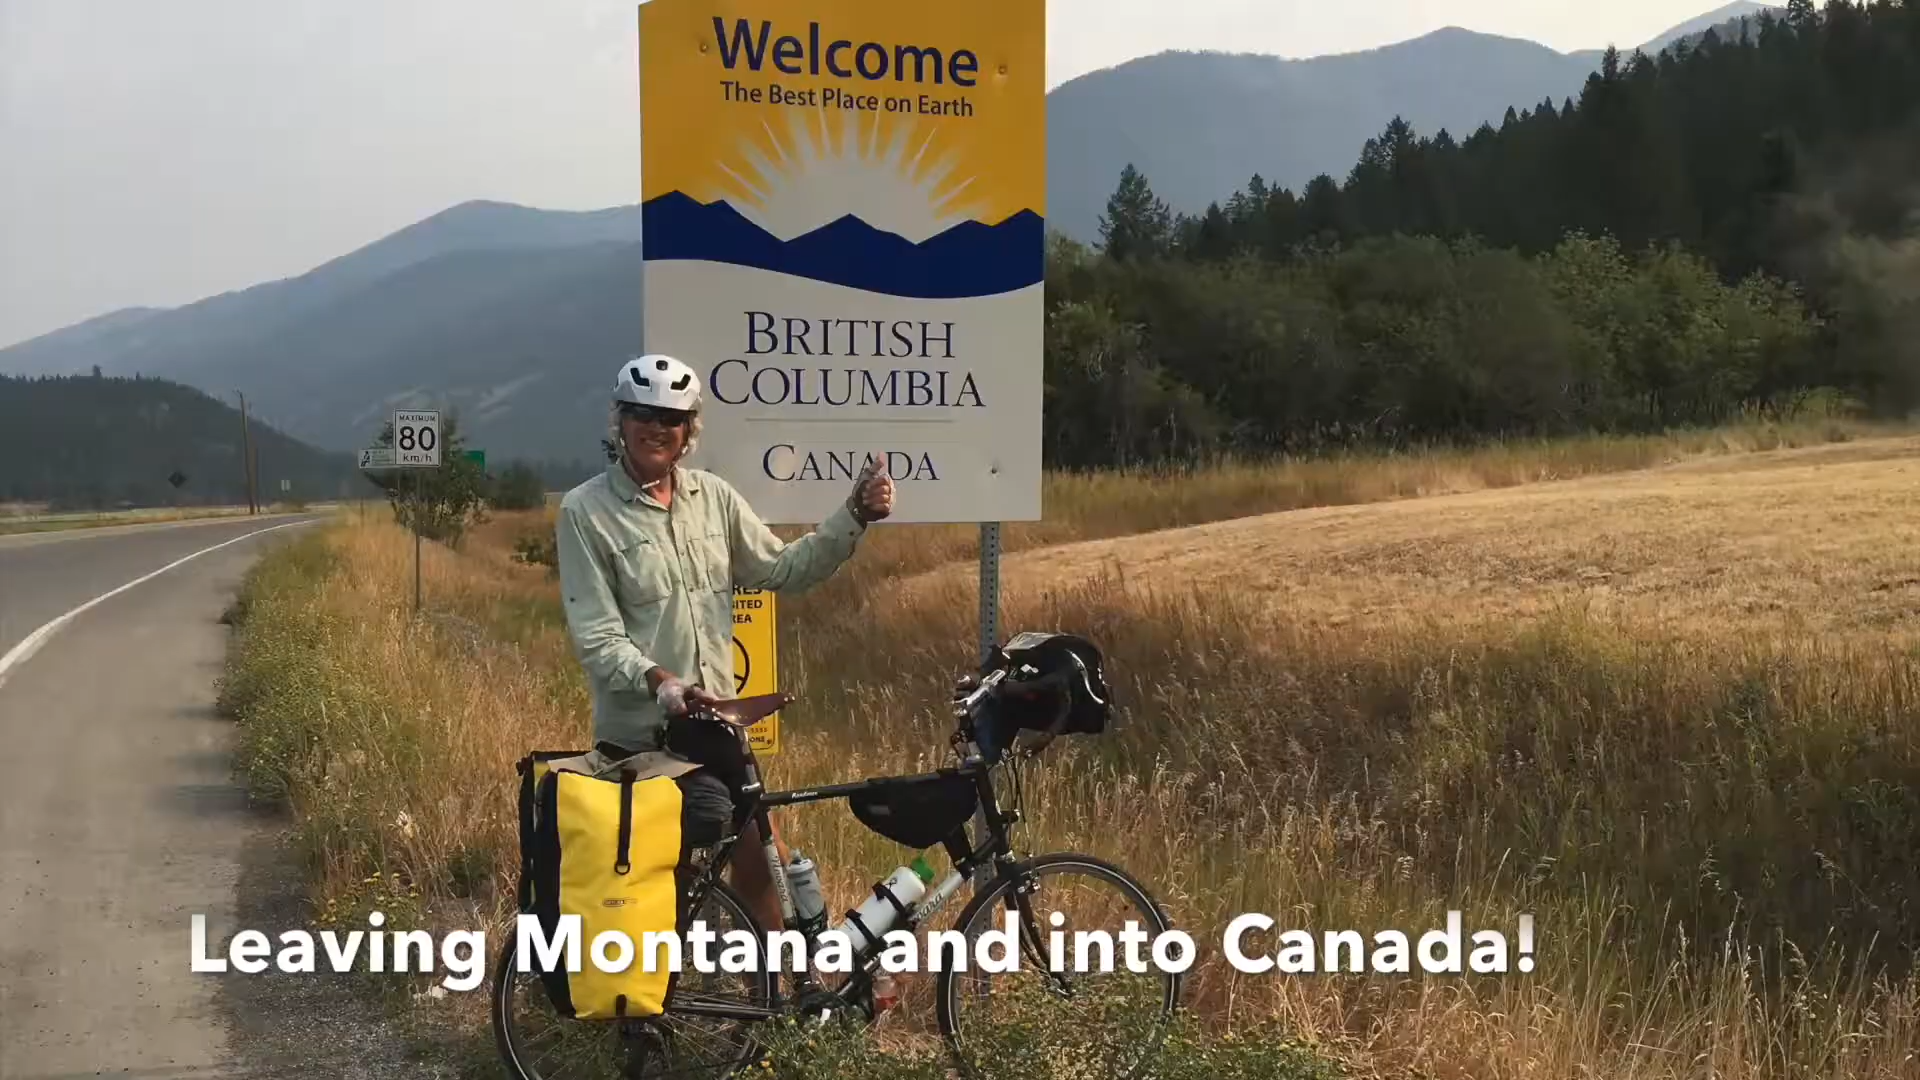 Welcome
The Best Place on Earth
BRITISH
COLUMBIA
CANADA
MAXIMUM
80
km/h
Leaving Montana and into Canada!